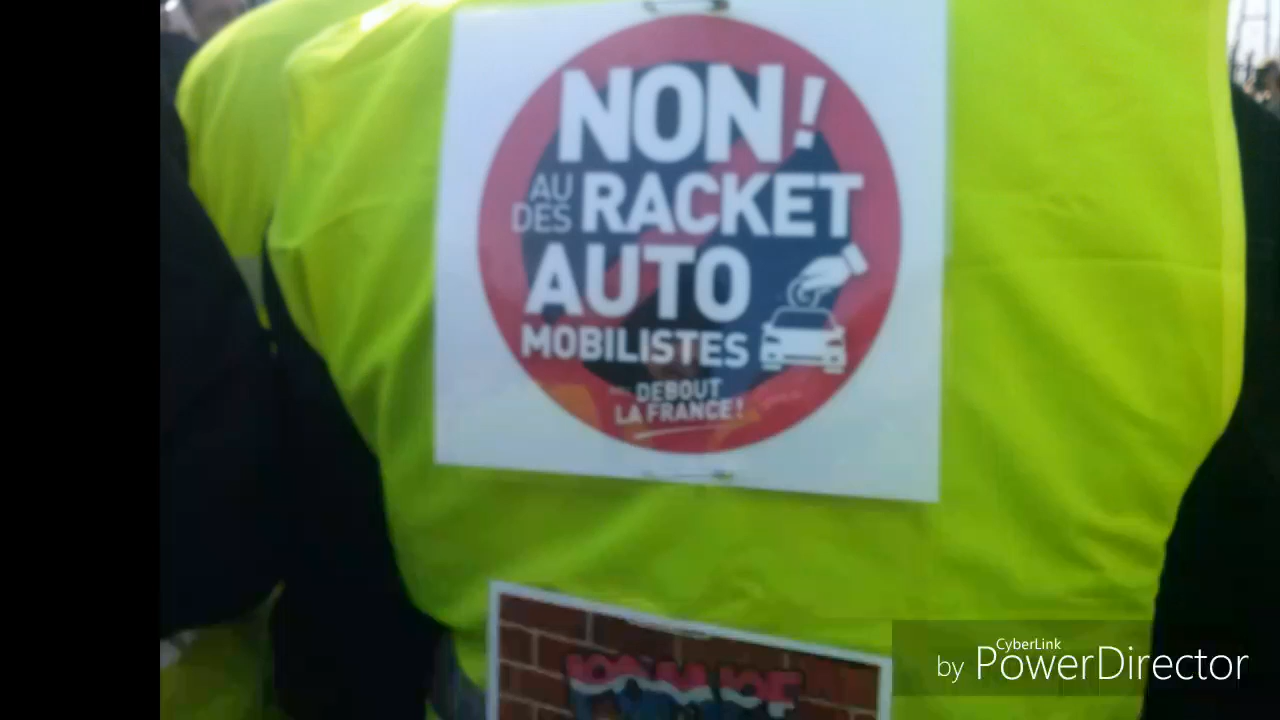 NON!
AU DES RACKET
AUTO
MOBILISTES
DEBOUT
LA FRANCE!
CyberLink
by PowerDirector